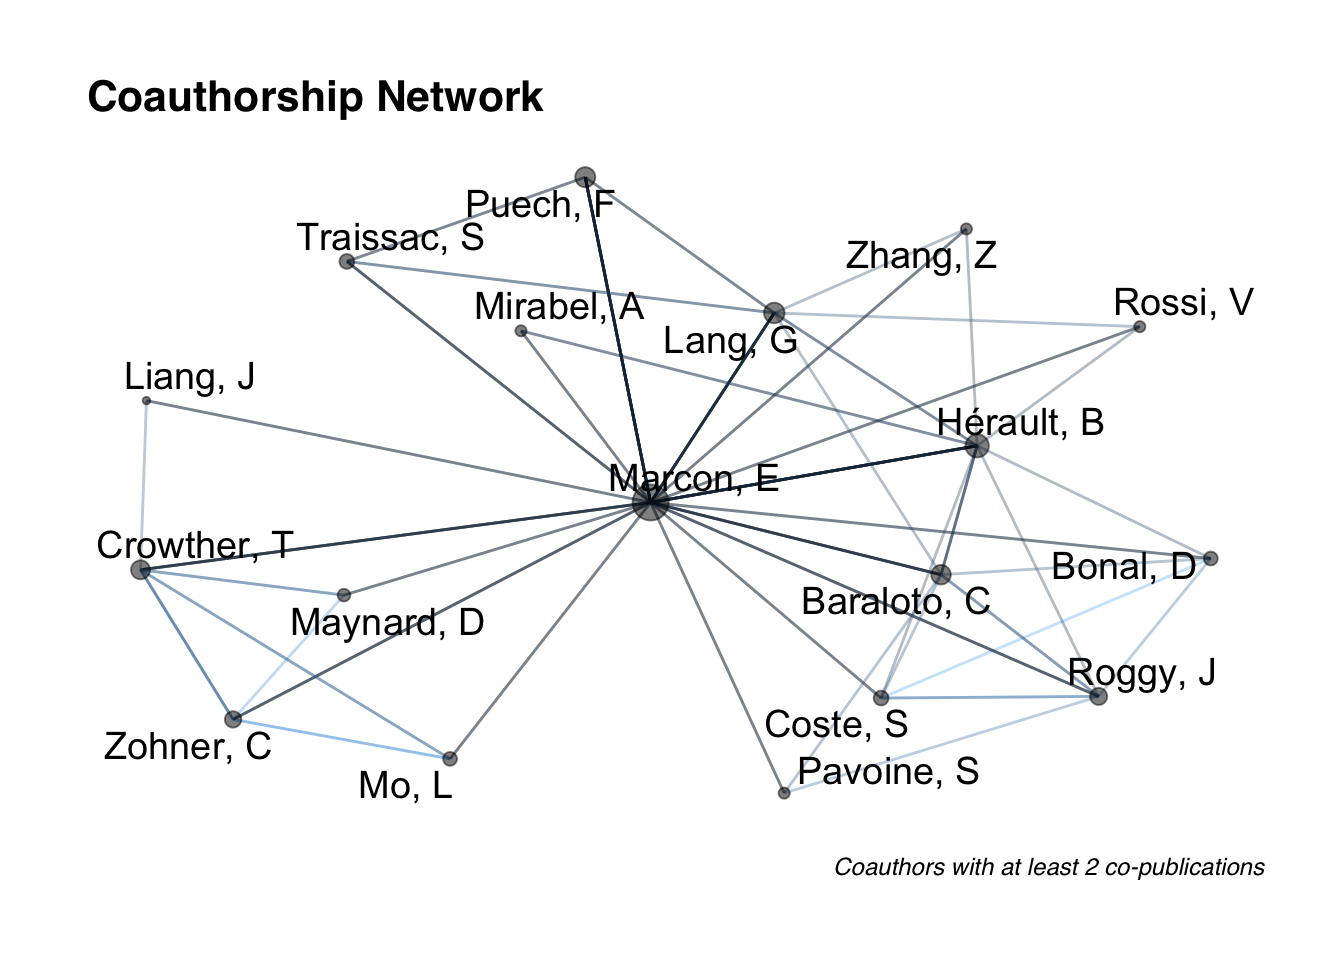 Coauthorship Network
Puech, F
Traissac, S
Zhang, Z
Mirabel, A
Rossi, V
Lang, G
Liang, J
Hérault, B
Marcon, E
Crowther, T
Bonal, D
Baraloto, C
Maynard, D
Roggy, J
Coste, S
Zohner, C
Pavoine, S
Mo, L
Coauthors with at least 2 co-publications